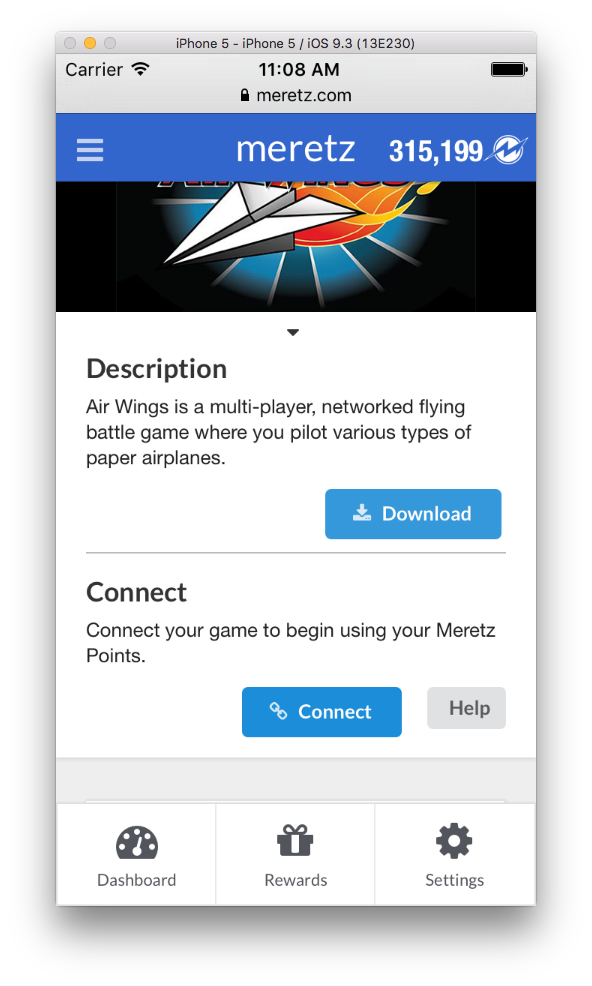 iPhone 5 - iPhone 5 / iOS 9.3 (13E230)
Carrier 11:08 AM
meretz.com
meretz 315,199
AIR WINGS
Description
Air Wings is a multi-player, networked flying
battle game where you pilot various types of
paper airplanes.
Download
Connect
Connect your game to begin using your Meretz
Points.
Connect Help
Dashboard Rewards Settings